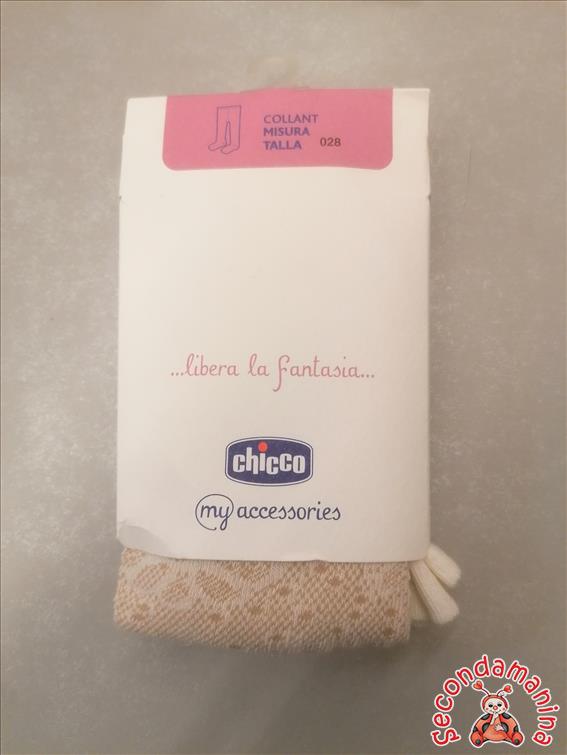 COLLANT
MISURA
TALLA 028
...libera la fantasia...
chicco
my accessories
Secondamanina